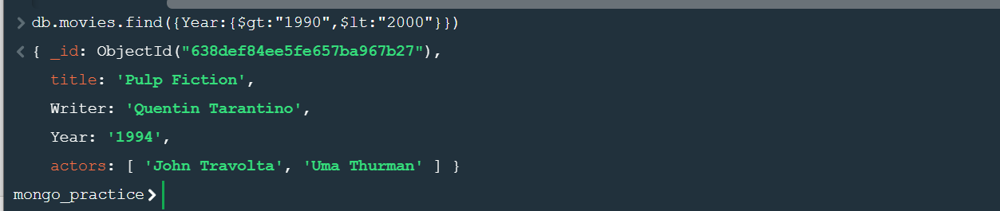 > db.movies.find({Year:{$gt:"1990",$lt:"2000"}})
< { _id: ObjectId("638def84ee5fe657ba967b27"),
title: 'Pulp Fiction',
Writer: 'Quentin Tarantino',
Year: '1994',
actors: [ 'John Travolta', 'Uma Thurman' ] }
mongo_practice>